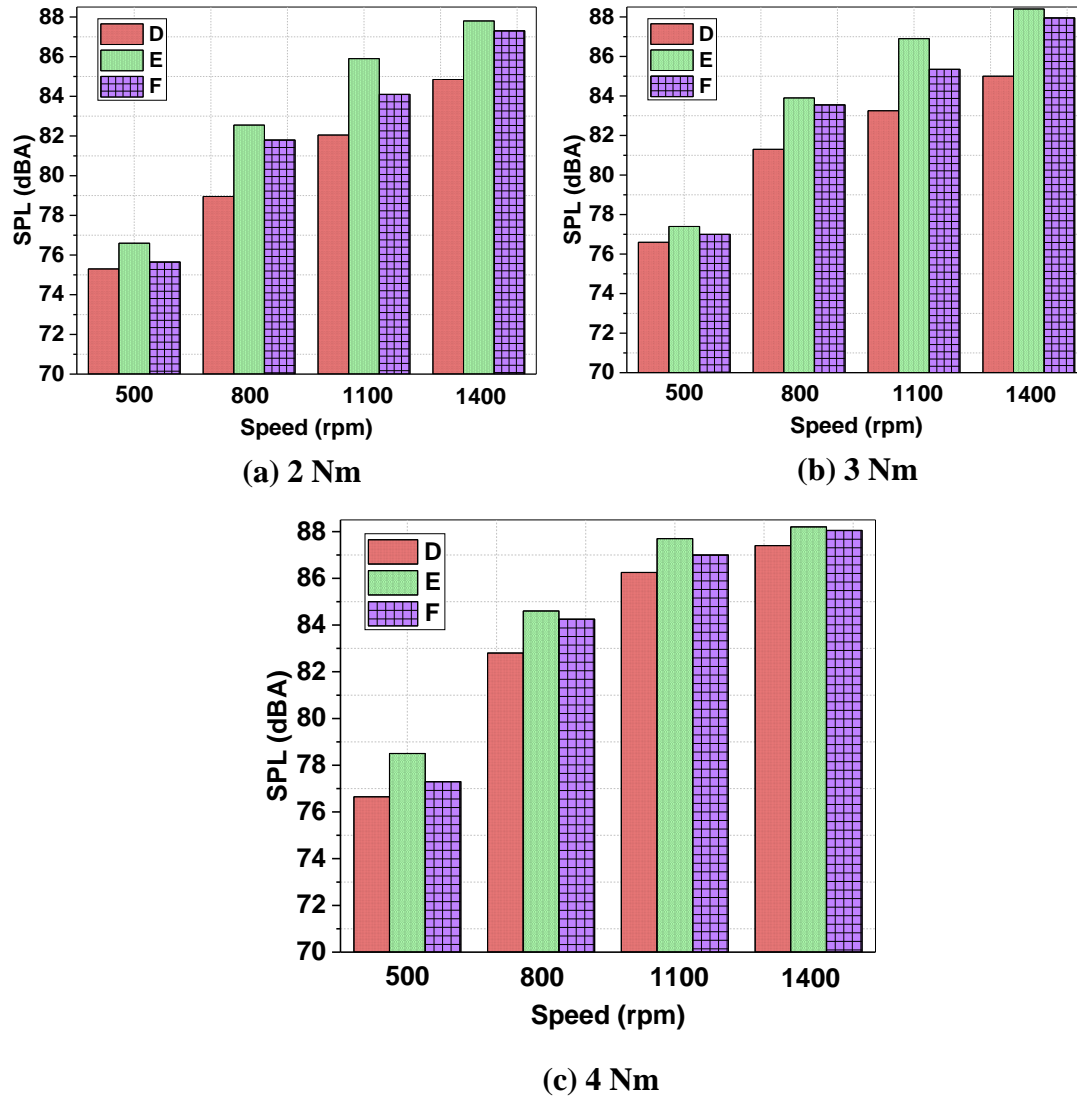 88
86
84
82
80
78
76
74
72
70
SPL (dBA)
D
E
F
500 800 1100 1400
Speed (rpm)
(a) 2 Nm
88
86
84
82
80
78
76
74
72
70
SPL (dBA)
D
E
F
500 800 1100 1400
Speed (rpm)
(b) 3 Nm
88
86
84
82
80
78
76
74
72
70
SPL (dBA)
D
E
F
500 800 1100 1400
Speed (rpm)
(c) 4 Nm